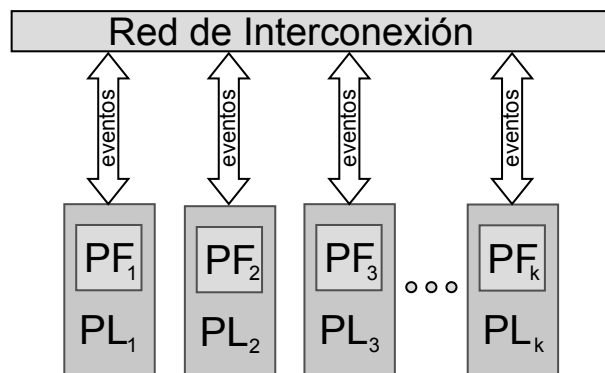 Red de Interconexión
eventos eventos eventos eventos
PF1 PF2 PF3 PFk
PL1 PL2 PL3 PLk